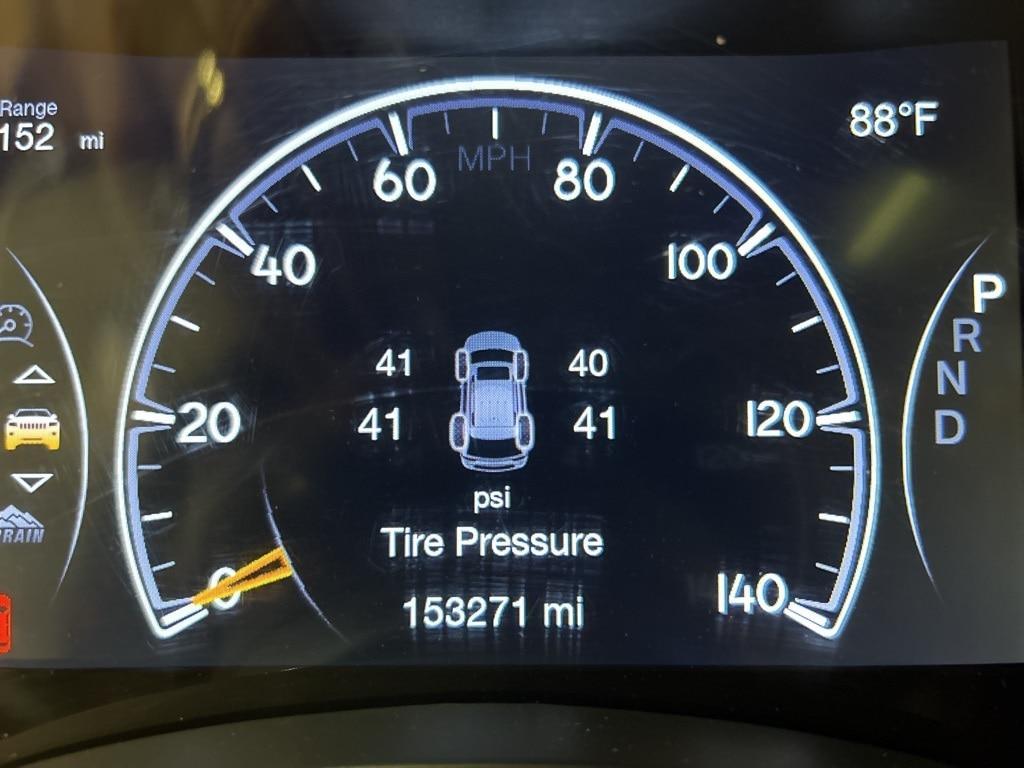 Range
152 mi
88°F
MPH
60 80
40 100
20 120
0 140
P
R
N
D
41 40
41 41
psi
Tire Pressure
153271 mi